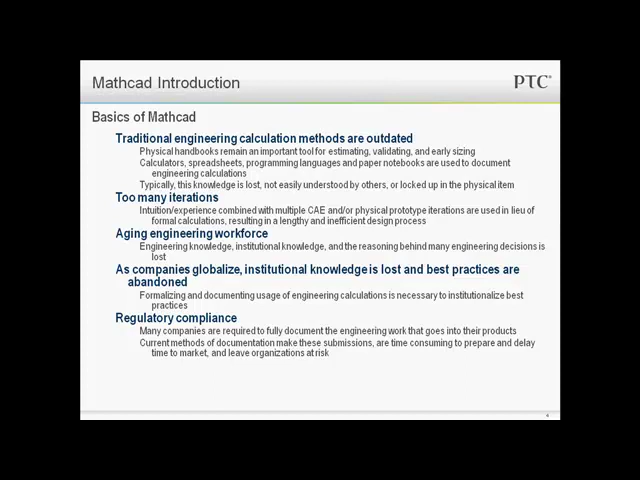 Mathcad Introduction
PTC®
Basics of Mathcad
Traditional engineering calculation methods are outdated
Physical handbooks remain an important tool for estimating, validating, and early sizing
Calculators, spreadsheets, programming languages and paper notebooks are used to document
engineering calculations
Typically, this knowledge is lost, not easily understood by others, or locked up in the physical item
Too many iterations
Intuition/experience combined with multiple CAE and/or physical prototype iterations are used in lieu of
formal calculations, resulting in a lengthy and inefficient design process
Aging engineering workforce
Engineering knowledge, institutional knowledge, and the reasoning behind many engineering decisions is
lost
As companies globalize, institutional knowledge is lost and best practices are
abandoned
Formalizing and documenting usage of engineering calculations is necessary to institutionalize best
practices
Regulatory compliance
Many companies are required to fully document the engineering work that goes into their products
Current methods of documentation make these submissions, are time consuming to prepare and delay
time to market, and leave organizations at risk